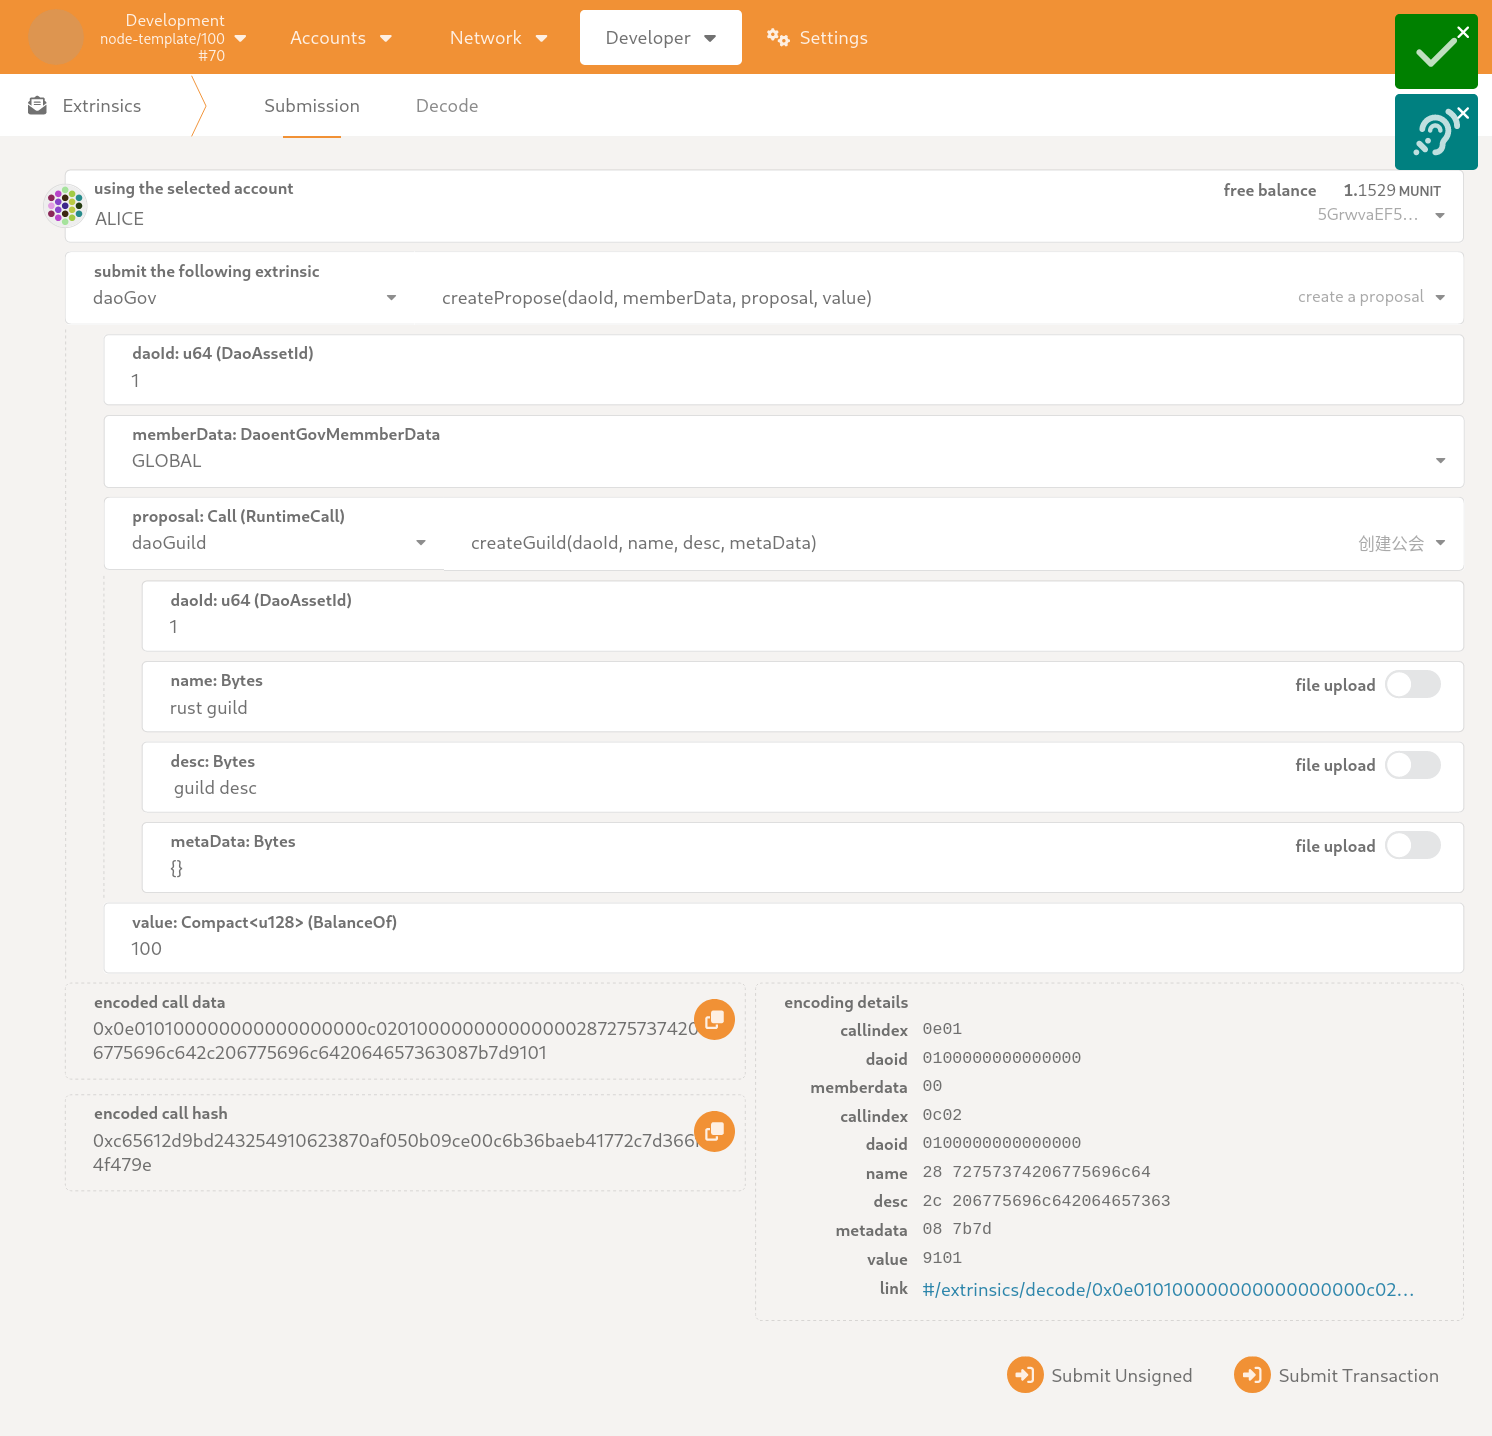 Development
node-template/100
#70
Accounts
Network
Developer
Settings
Extrinsics
Submission
Decode
using the selected account
ALICE
free balance 1.1529 MUNIT
5GrwvaEF5...
submit the following extrinsic
daoGov
createPropose(daoId, memberData, proposal, value)
create a proposal
daoId: u64 (DaoAssetId)
1
memberData: DaoentGovMemmberData
GLOBAL
proposal: Call (RuntimeCall)
daoGuild
createGuild(daoId, name, desc, metaData)
创建公会
daoId: u64 (DaoAssetId)
1
name: Bytes
rust guild
file upload
desc: Bytes
guild desc
file upload
metaData: Bytes
{}
file upload
value: Compact<u128> (BalanceOf)
100
encoded call data
0x0e010100000000000000000c020100000000000000287275737420
6775696c642c206775696c642064657363087b7d9101
encoded call hash
0xc65612d9bd243254910623870af050b09ce00c6b36baeb41772c7d366
4f479e
encoding details
callindex 0e01
daoid 0100000000000000
memberdata 00
callindex 0c02
daoid 0100000000000000
name 28 72757374206775696c64
desc 2c 206775696c642064657363
metadata 08 7b7d
value 9101
link #/extrinsics/decode/0x0e010100000000000000000c02...
Submit Unsigned
Submit Transaction